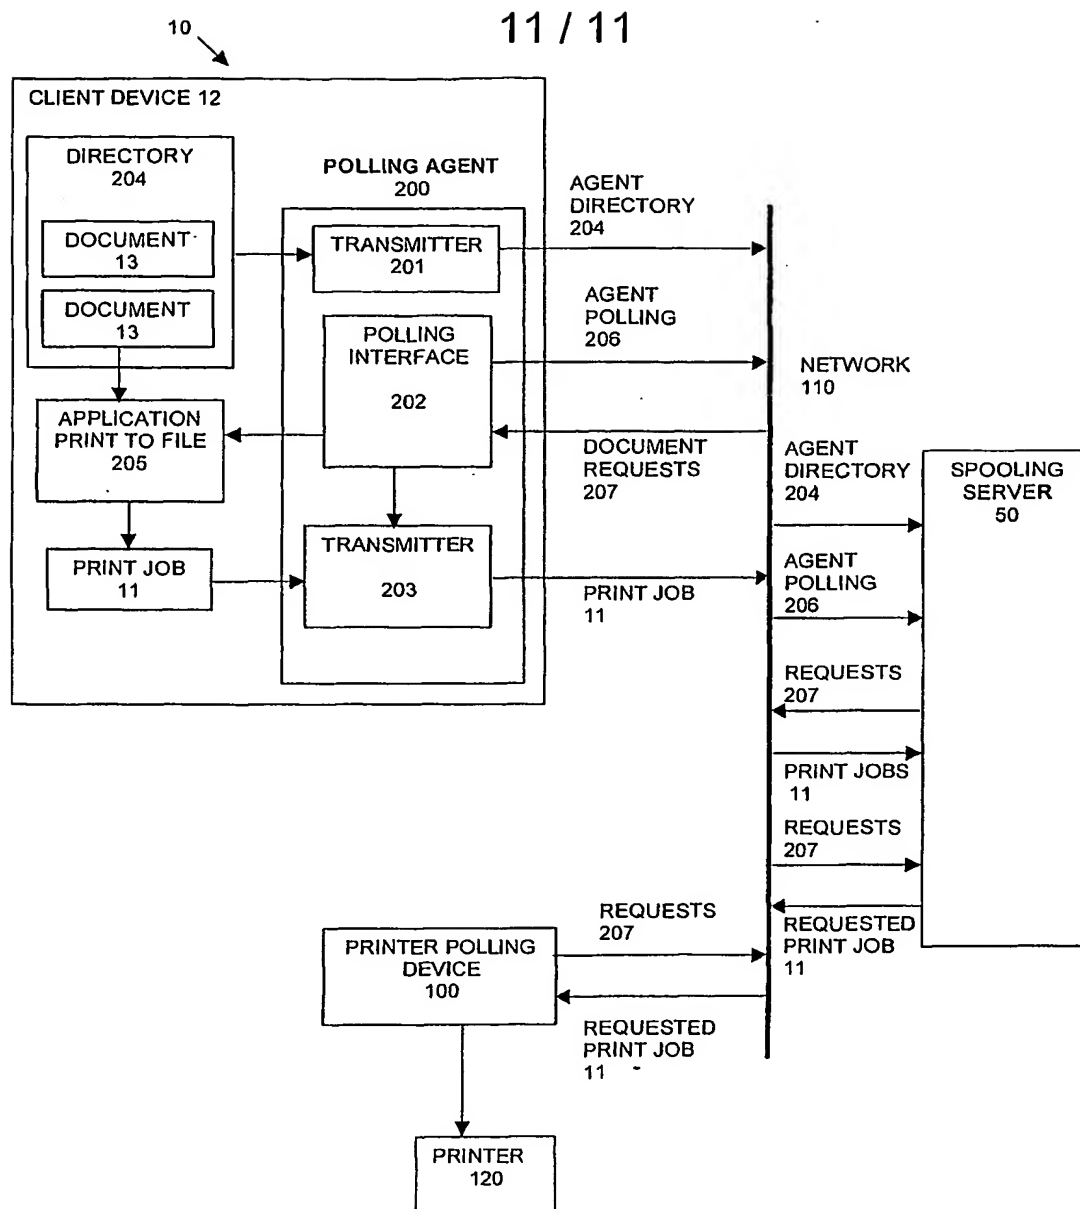 11 / 11
10
CLIENT DEVICE 12
DIRECTORY
204
DOCUMENT
13
DOCUMENT
13
APPLICATION
PRINT TO FILE
205
PRINT JOB
11
POLLING AGENT
200
TRANSMITTER
201
POLLING
INTERFACE
202
TRANSMITTER
203
AGENT
DIRECTORY
204
AGENT
POLLING
206
DOCUMENT
REQUESTS
207
PRINT JOB
11
NETWORK
110
AGENT
DIRECTORY
204
AGENT
POLLING
206
REQUESTS
207
PRINT JOBS
11
REQUESTS
207
REQUESTED
PRINT JOB
11
SPOOLING
SERVER
50
REQUESTS
207
PRINTER POLLING
DEVICE
100
REQUESTED
PRINT JOB
11
PRINTER
120